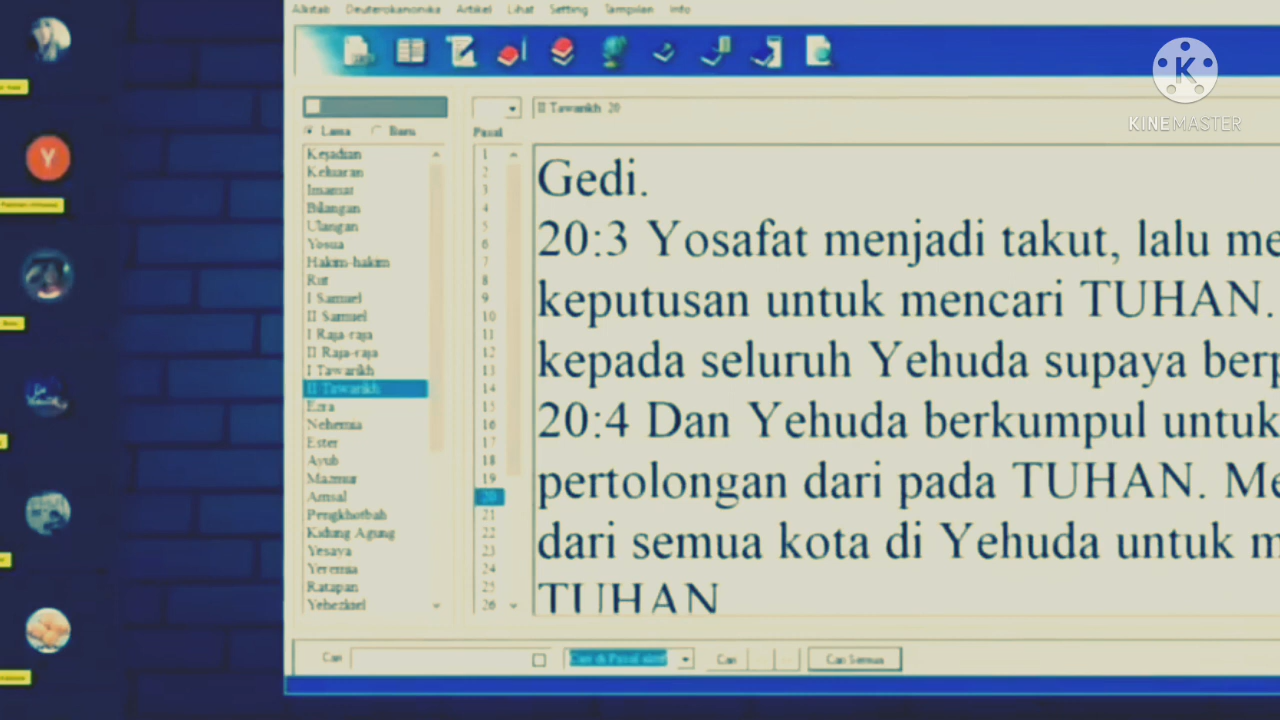 Alkitab Deuterokanonika Artikel Lihat Setting Tampilan Info
K
KINEMASTER
II Tawarikh 20
Lama Baru
Pasal
Kejadian
Keluaran
Imamat
Bilangan
Ulangan
Yosua
Hakim-hakim
Rut
I Samuel
II Samuel
I Raja-raja
II Raja-raja
I Tawarikh
II Tawarikh
Ezra
Nehemia
Ester
Ayub
Mazmur
Amsal
Pengkhotbah
Kidung Agung
Yesaya
Yeremia
Ratapan
Yehezkiel
1
2
3
4
5
6
7
8
9
10
11
12
13
14
15
16
17
18
19
20
21
22
23
24
25
26
Gedi.
20:3 Yosafat menjadi takut, lalu me
keputusan untuk mencari TUHAN.
kepada seluruh Yehuda supaya berp
20:4 Dan Yehuda berkumpul untuk
pertolongan dari pada TUHAN. Me
dari semua kota di Yehuda untuk m
TUHAN
Y
Cari
Cari di Pasal aktif
Cari
Cari Semua